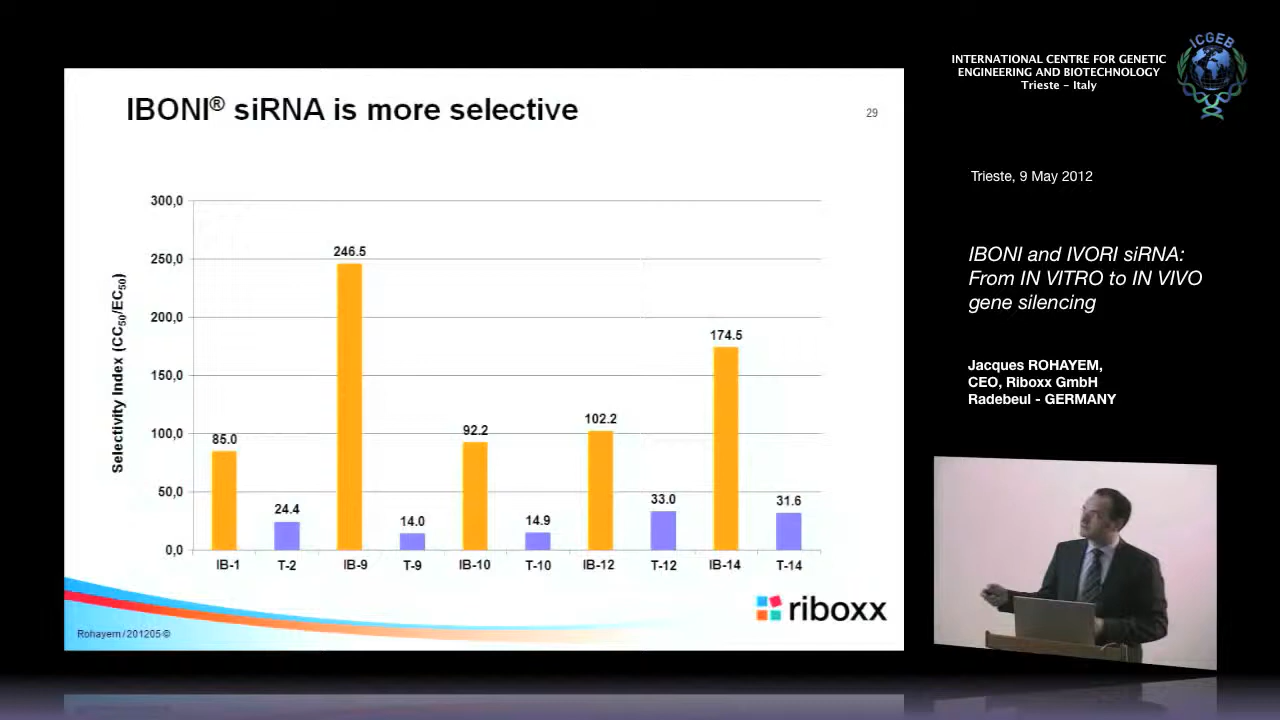 IBONI® siRNA is more selective
29
Selectivity Index (CC50/EC50)
300,0
250,0
200,0
150,0
100,0
50,0
0,0
85.0
24.4
246.5
14.0
92.2
14.9
102.2
33.0
174.5
31.6
IB-1
T-2
IB-9
T-9
IB-10
T-10
IB-12
T-12
IB-14
T-14
riboxx
Rohayem/201205©
INTERNATIONAL CENTRE FOR GENETIC
ENGINEERING AND BIOTECHNOLOGY
Trieste - Italy
ICGEB
Trieste, 9 May 2012
IBONI and IVORI siRNA:
From IN VITRO to IN VIVO
gene silencing
Jacques ROHAYEM,
CEO, Riboxx GmbH
Radebeul - GERMANY